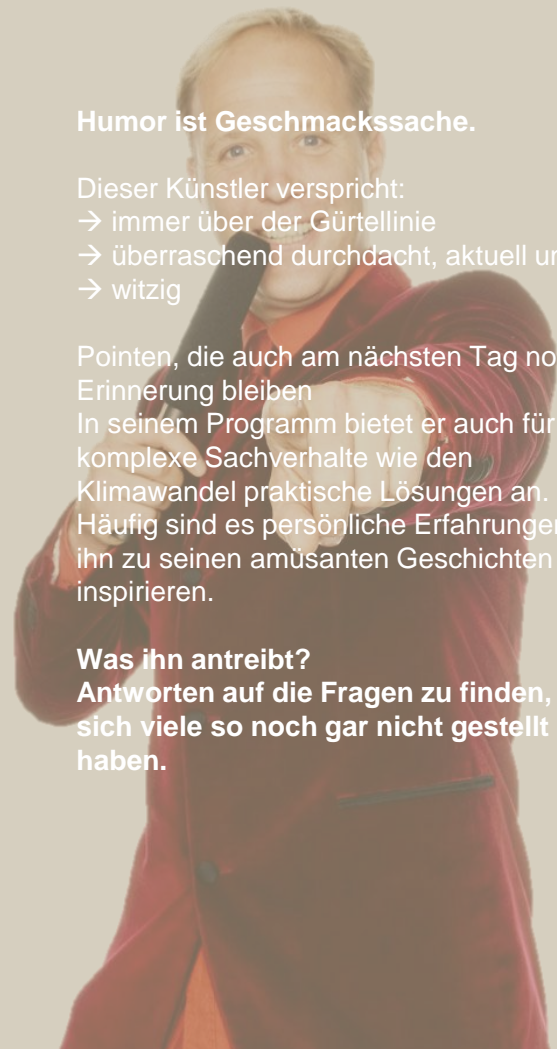 Humor ist Geschmackssache.
Dieser Künstler verspricht:
→ immer über der Gürtellinie
→ überraschend durchdacht, aktuell
→ witzig
Pointen, die auch am nächsten Tag
Erinnerung bleiben
In seinem Programm bietet er auch für
komplexe Sachverhalte wie den
Klimawandel praktische Lösungen an.
Häufig sind es persönliche
ihn zu seinen amüsanten Geschichten
inspirieren.
Was ihn antreibt?
Antworten auf die Fragen zu finden,
sich viele so noch gar nicht gestellt
haben.